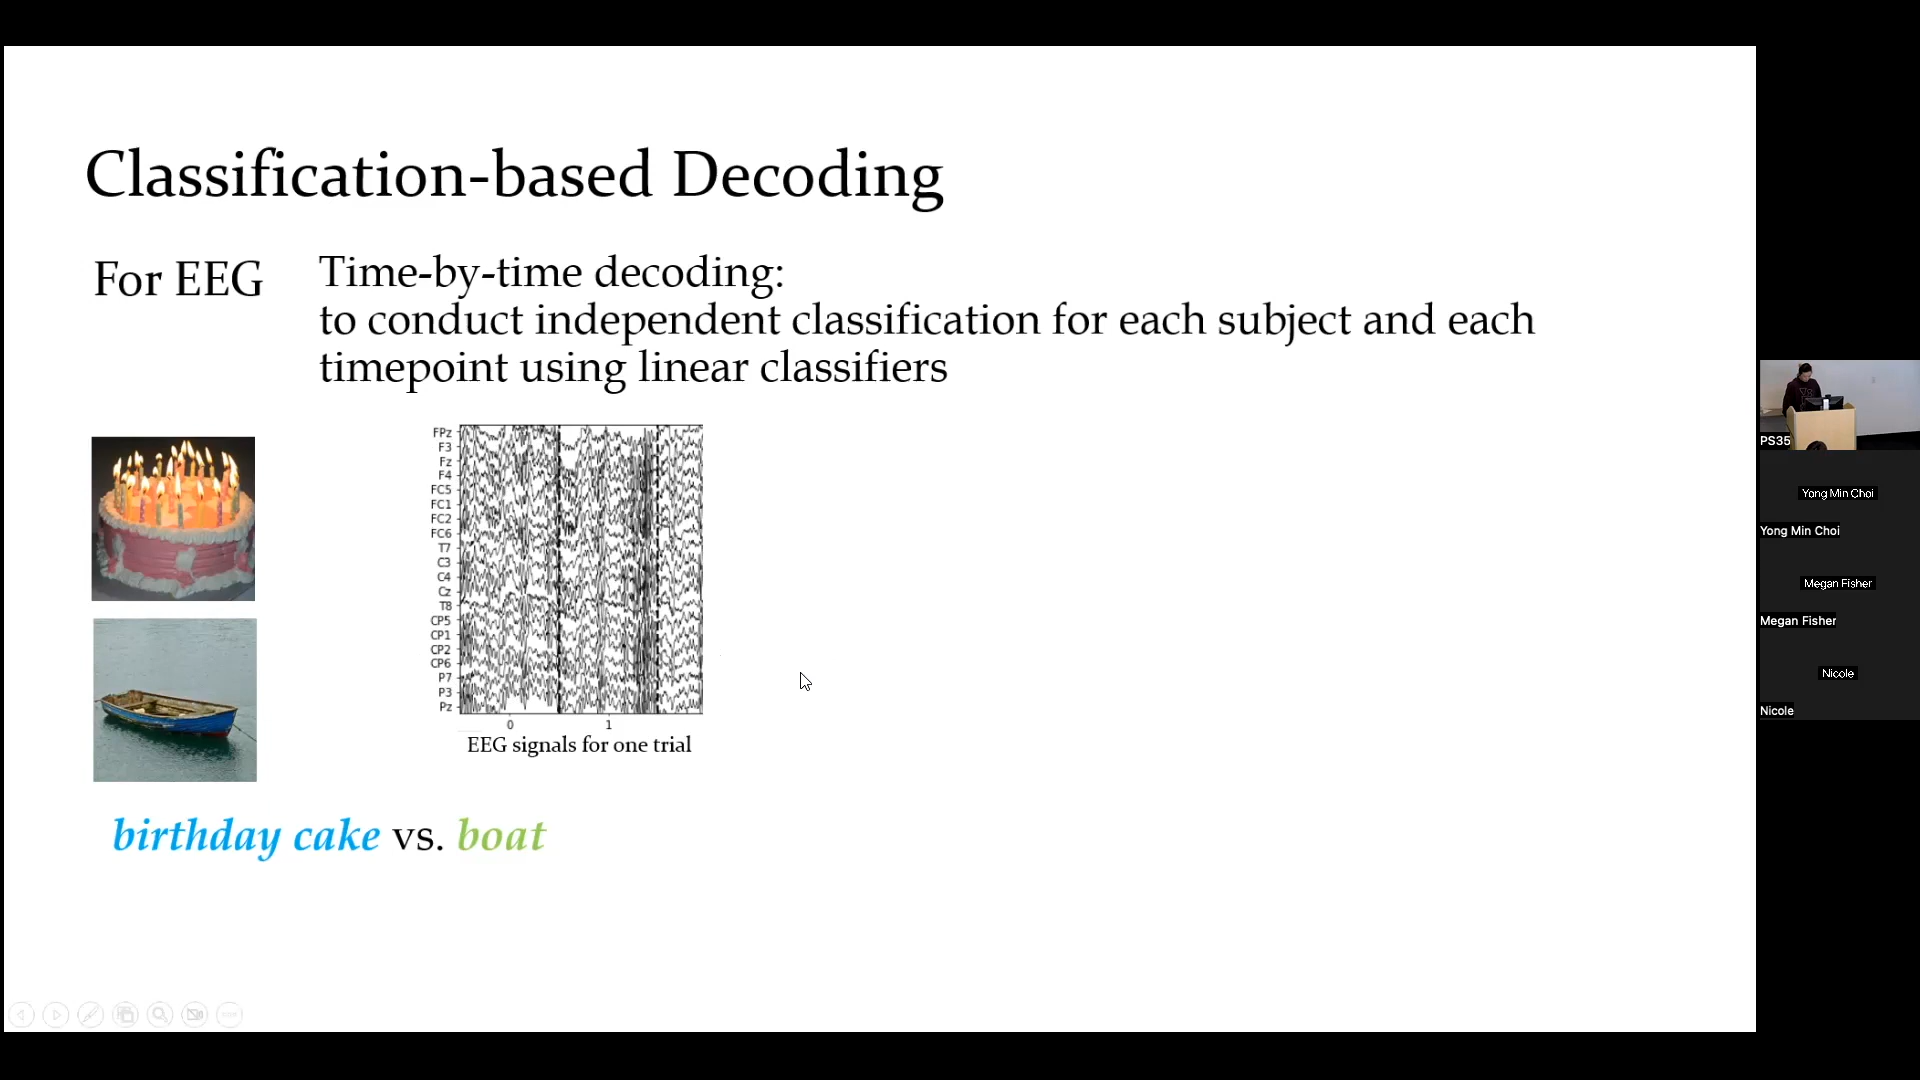 Classification-based Decoding
For EEG
Time-by-time decoding:
to conduct independent classification for each subject and each
timepoint using linear classifiers
FPz
F3
Fz
F4
FC5
FC1
FC2
FC6
T7
C3
C4
Cz
T8
CP5
CP1
CP2
CP6
P7
P3
Pz
0 1
EEG signals for one trial
birthday cake vs. boat
PS35
Yong Min Choi
Yong Min Choi
Megan Fisher
Megan Fisher
Nicole
Nicole